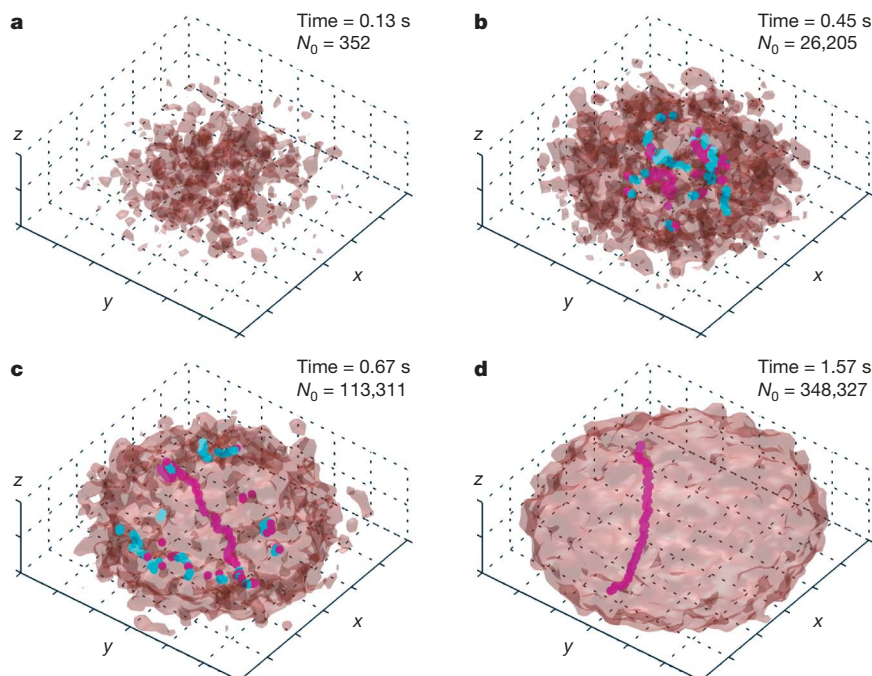 a
Time = 0.13 s
N₀ = 352
z
y
x
b
Time = 0.45 s
N₀ = 26,205
z
y
x
c
Time = 0.67 s
N₀ = 113,311
z
y
x
d
Time = 1.57 s
N₀ = 348,327
z
y
x